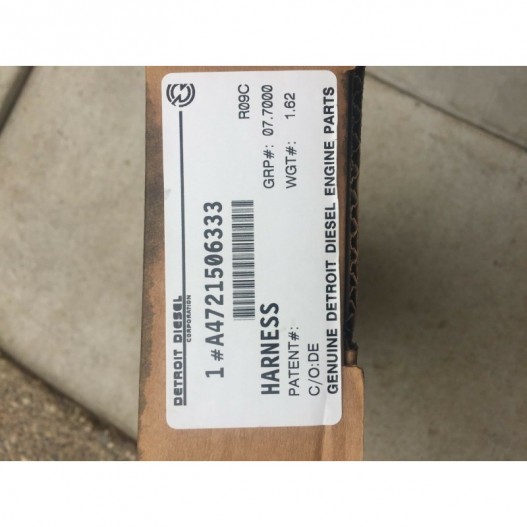 DETROIT DIESEL
CORPORATION
R09C
1 # A4721506333
GRP#: 07.7000
HARNESS
WGT#: 1.62
PATENT#:
C/O:DE
GENUINE DETROIT DIESEL ENGINE PARTS